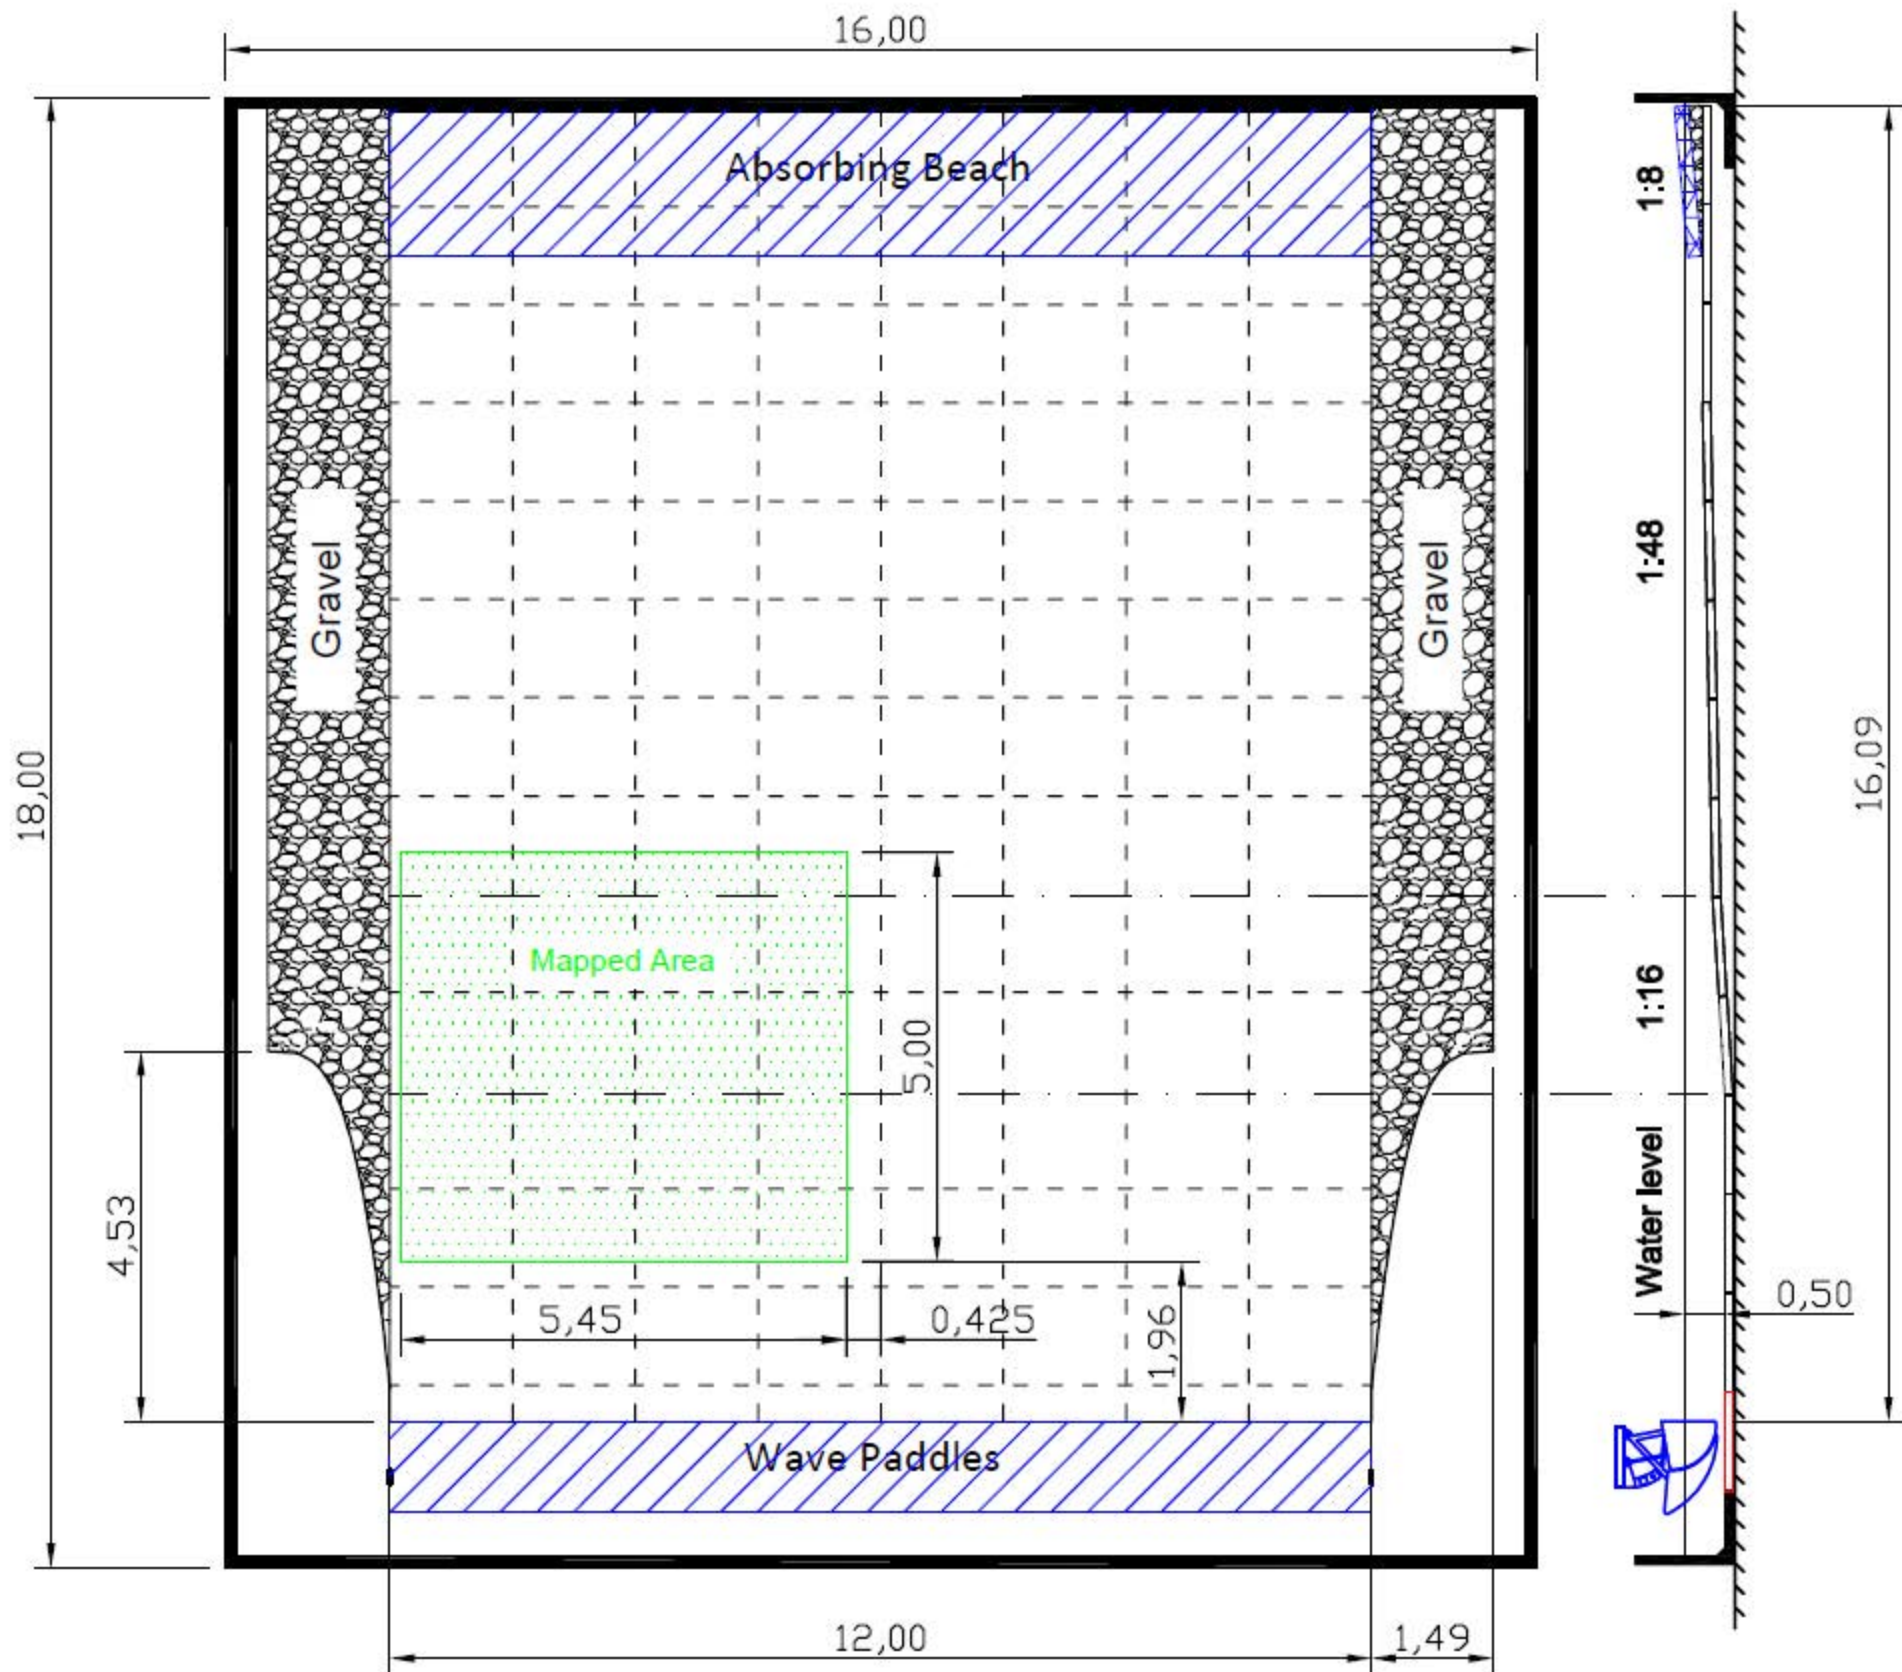 16,00
Absorbing Beach
1:8
Gravel
Gravel
1:48
18,00
16,09
Mapped Area
5,00
1:16
4,53
Water level
0,50
5,45
0,425
1,96
Wave Paddles
12,00
1,49